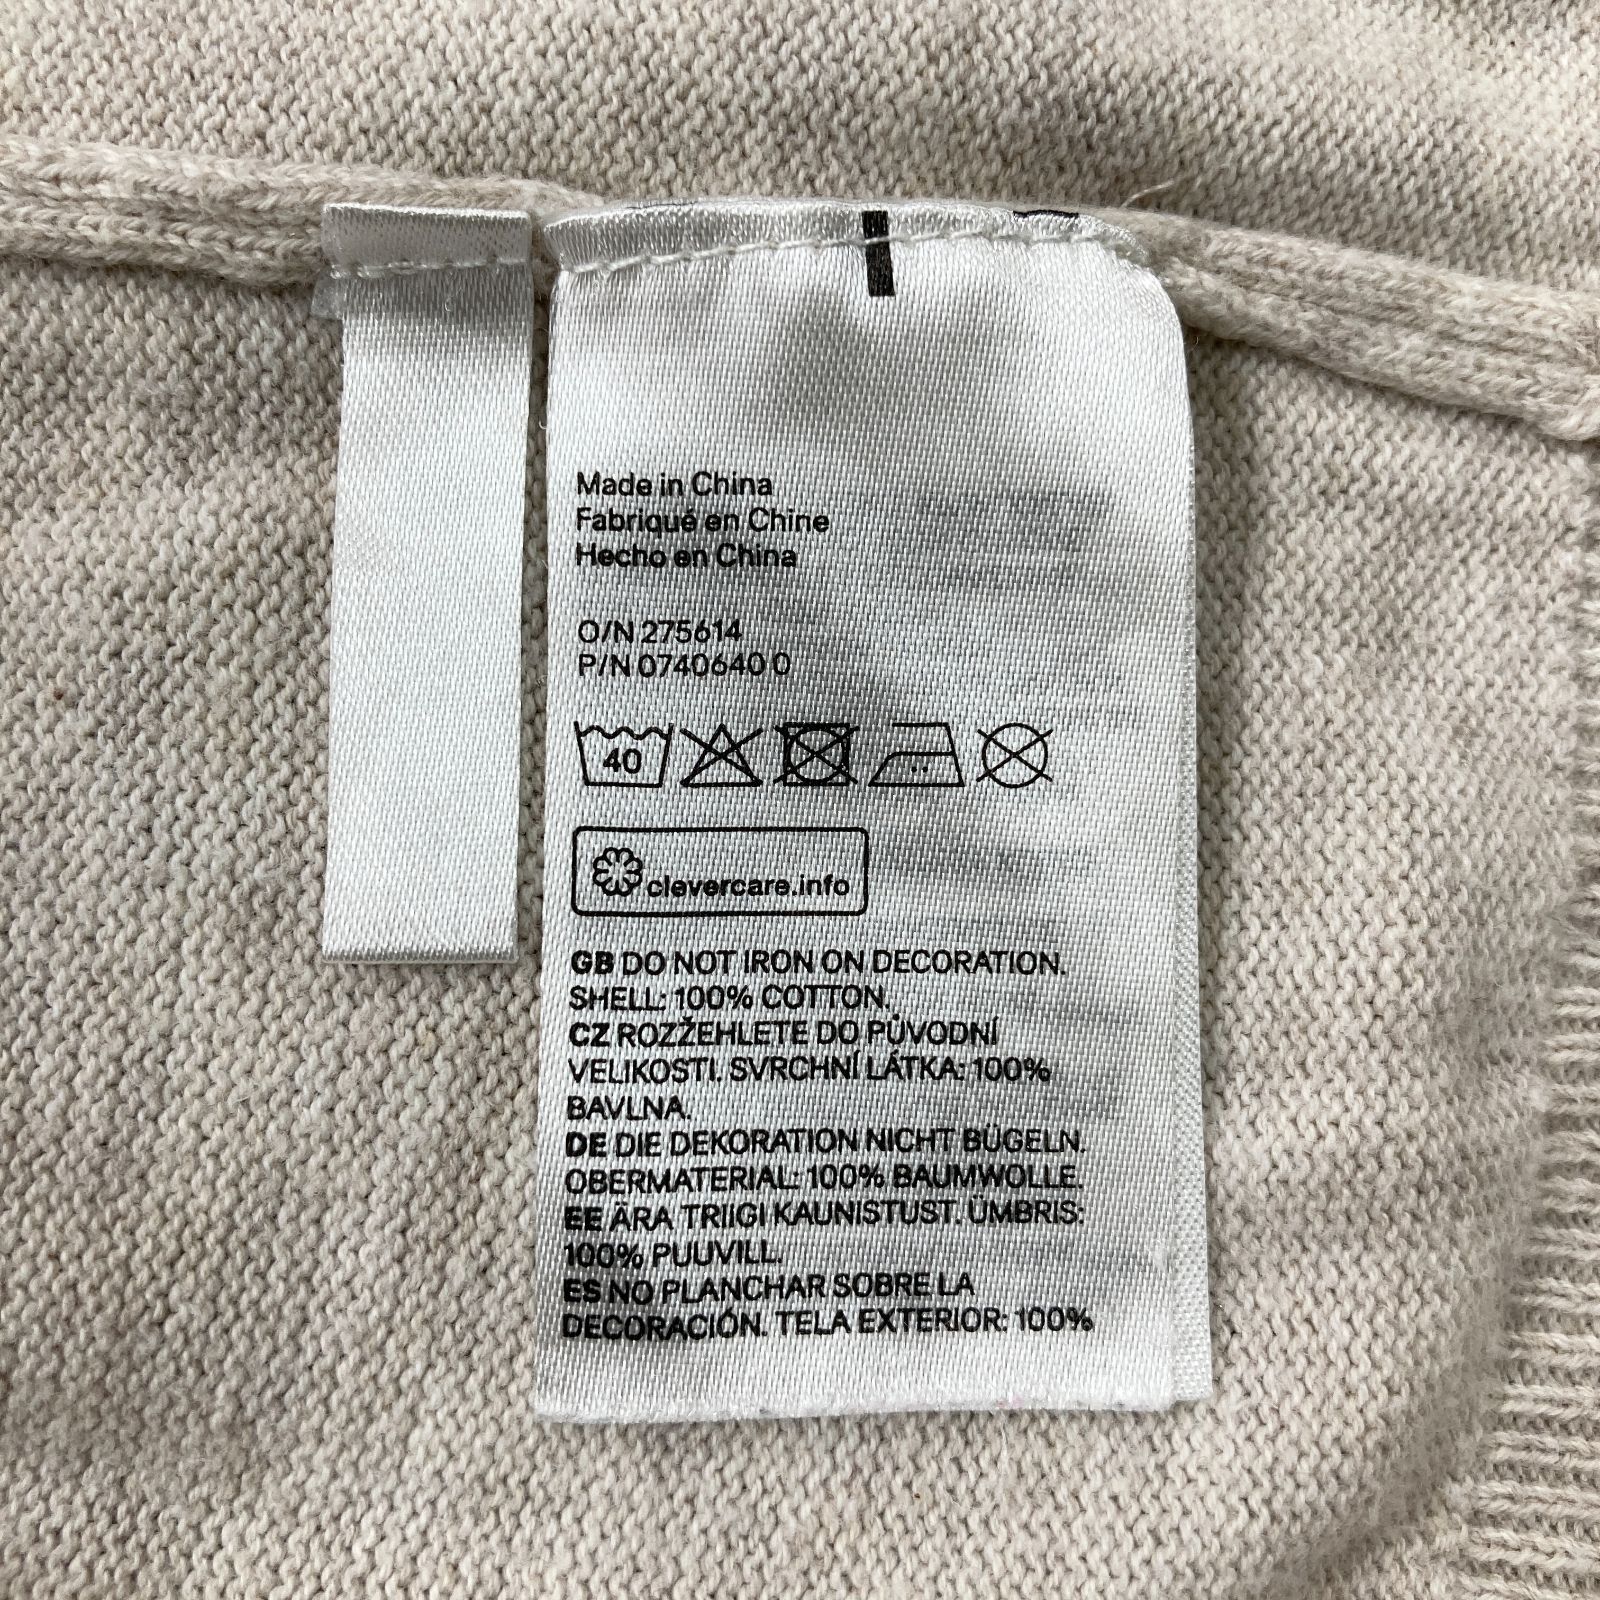 Made in China
Fabriqué en Chine
Hecho en China
O/N 275614
P/N 0740640 0
40
clevercare.info
GB DO NOT IRON ON DECORATION.
SHELL: 100% COTTON.
CZ ROZŽEHLETE DO PŮVODNÍ
VELIKOSTI. SVRCHNÍ LÁTKA: 100%
BAVLNA.
DE DIE DEKORATION NICHT BÜGELN.
OBERMATERIAL: 100% BAUMWOLLE.
EE ÄRA TRIIGI KAUNISTUST. ÜMBRIS:
100% PUUVILL.
ES NO PLANCHAR SOBRE LA
DECORACIÓN. TELA EXTERIOR: 100%